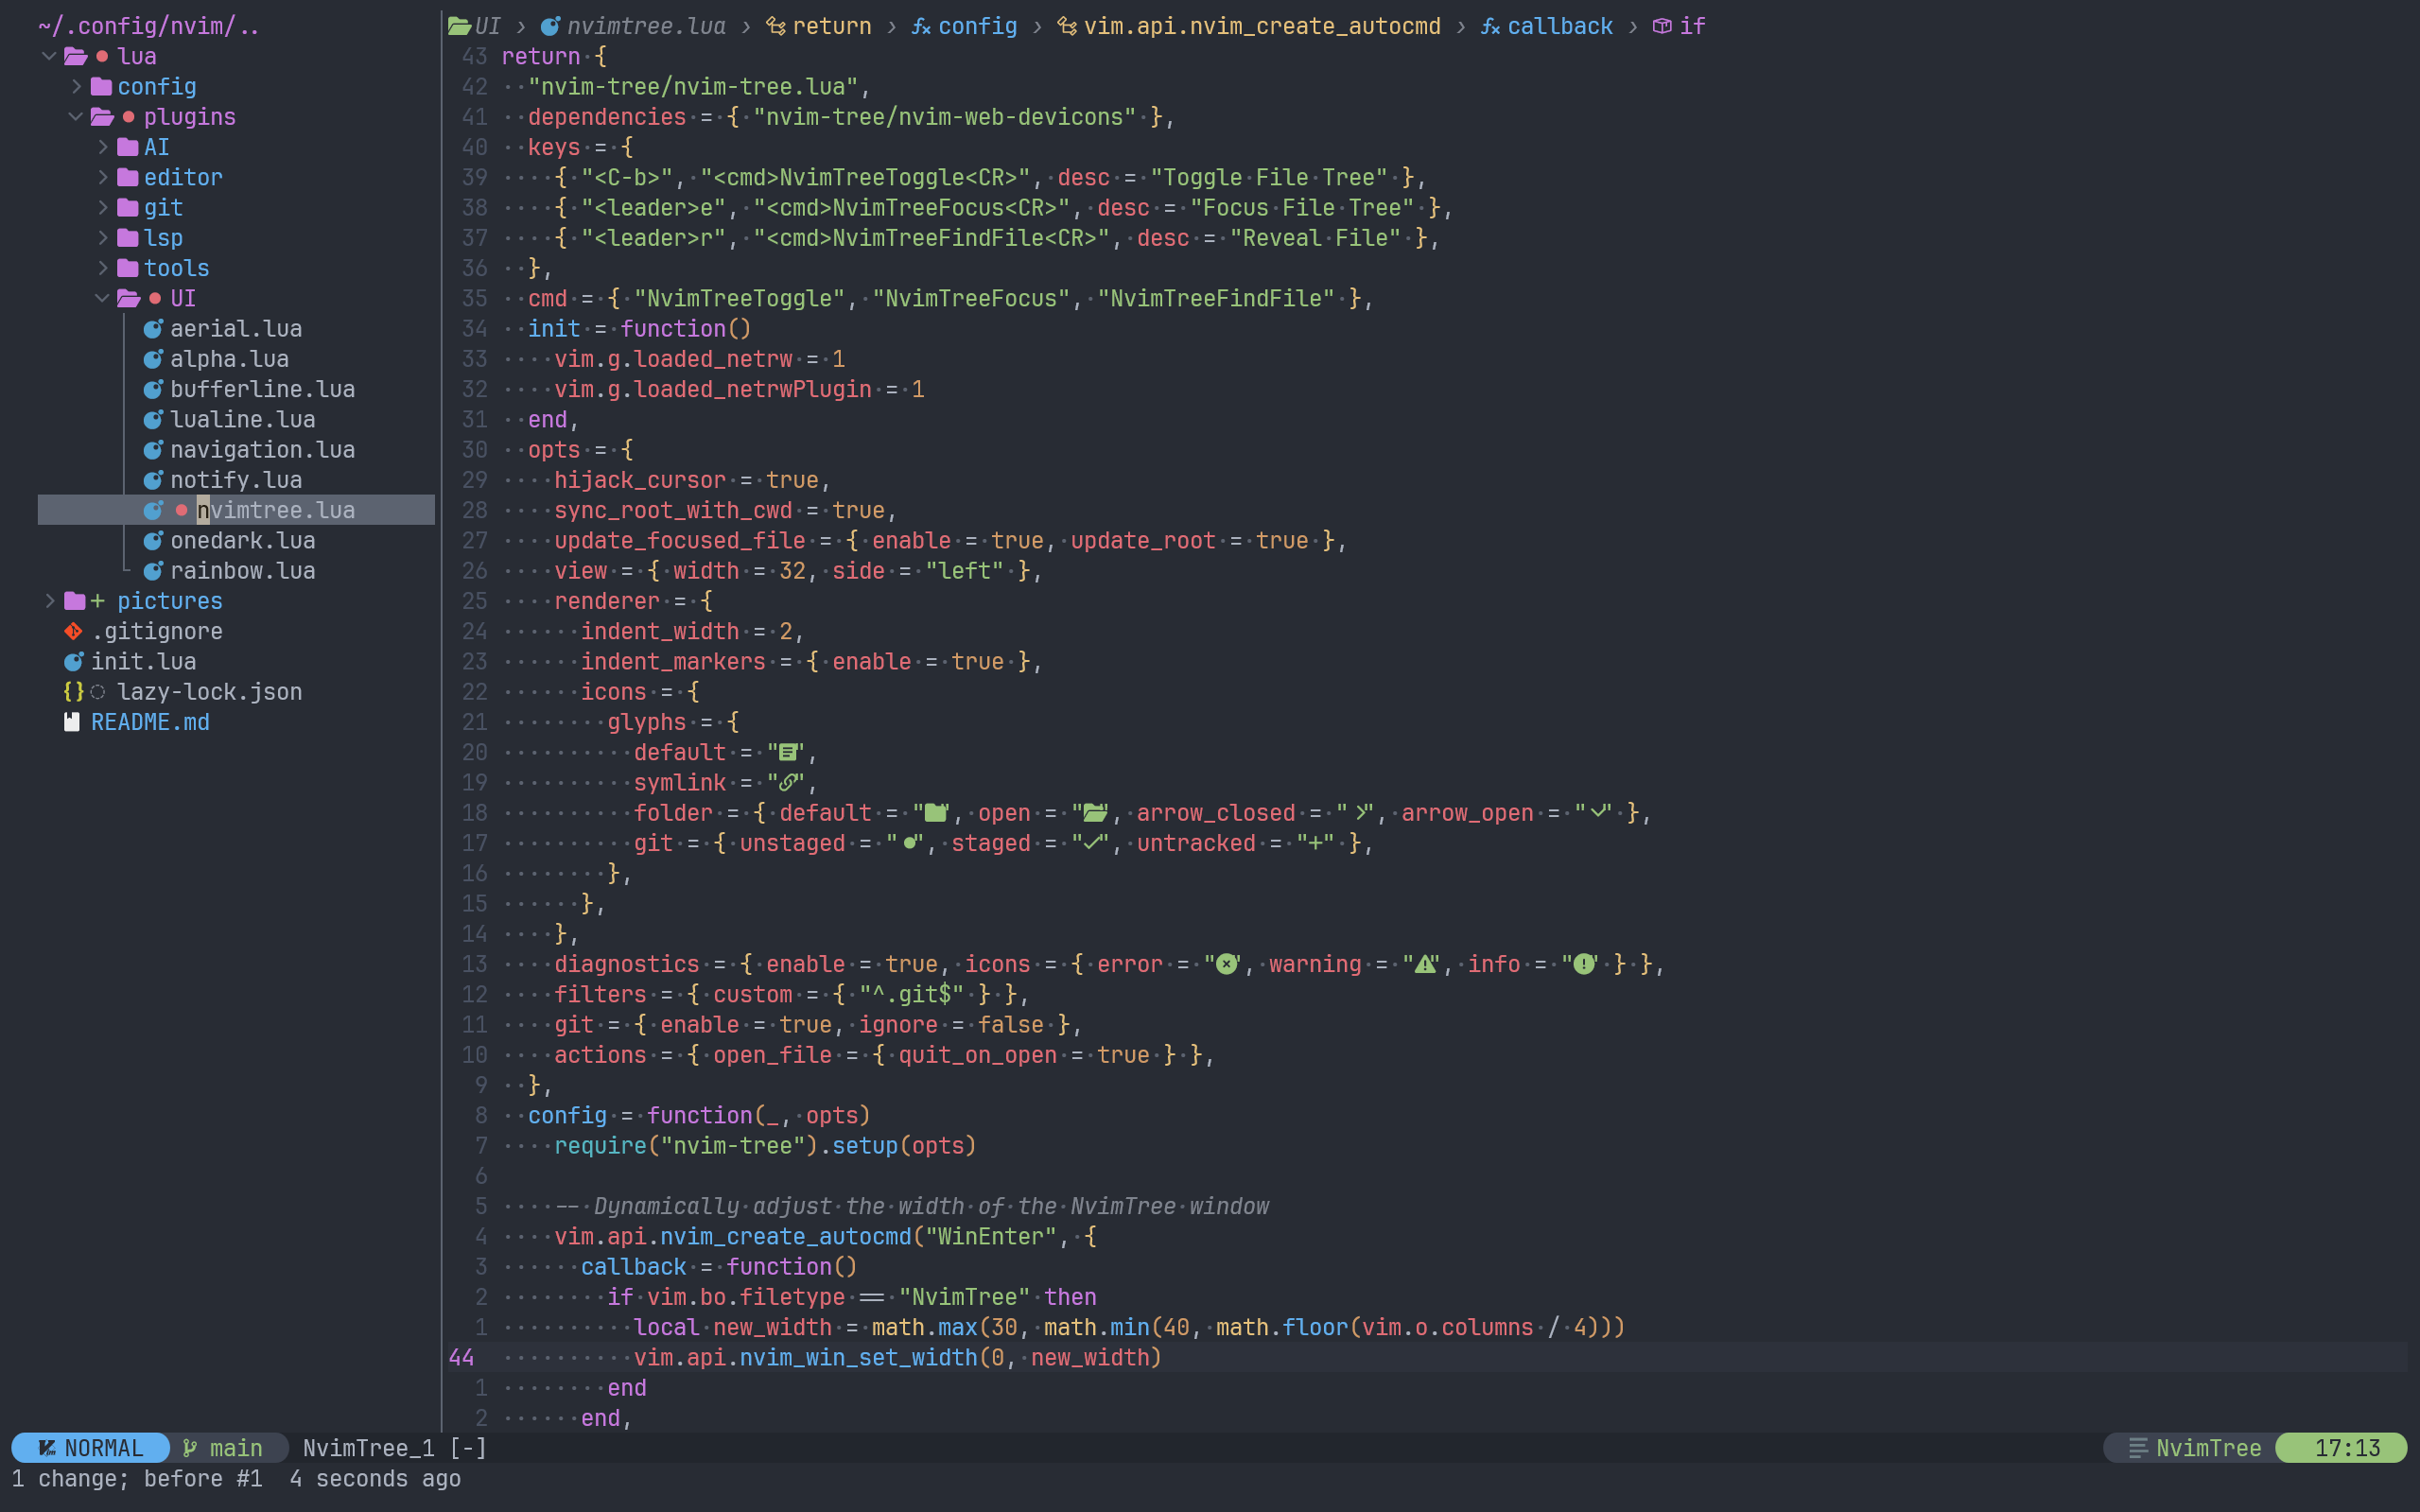 ~/.config/nvim/..
lua
config
plugins
AI
editor
git
lsp
tools
UI
aerial.lua
alpha.lua
bufferline.lua
lualine.lua
navigation.lua
notify.lua
nvimtree.lua
onedark.lua
rainbow.lua
+ pictures
.gitignore
init.lua
{} lazy-lock.json
README.md
UI › nvimtree.lua › return › config › vim.api.nvim_create_autocmd › callback › if
43 return {
42   "nvim-tree/nvim-tree.lua",
41   dependencies = { "nvim-tree/nvim-web-devicons" },
40   keys = {
39     { "<C-b>", "<cmd>NvimTreeToggle<CR>", desc = "Toggle File Tree" },
38     { "<leader>e", "<cmd>NvimTreeFocus<CR>", desc = "Focus File Tree" },
37     { "<leader>r", "<cmd>NvimTreeFindFile<CR>", desc = "Reveal File" },
36   },
35   cmd = { "NvimTreeToggle", "NvimTreeFocus", "NvimTreeFindFile" },
34   init = function()
33     vim.g.loaded_netrw = 1
32     vim.g.loaded_netrwPlugin = 1
31   end,
30   opts = {
29     hijack_cursor = true,
28     sync_root_with_cwd = true,
27     update_focused_file = { enable = true, update_root = true },
26     view = { width = 32, side = "left" },
25     renderer = {
24       indent_width = 2,
23       indent_markers = { enable = true },
22       icons = {
21         glyphs = {
20           default = "",
19           symlink = "",
18           folder = { default = "", open = "", arrow_closed = "", arrow_open = "" },
17           git = { unstaged = "●", staged = "✓", untracked = "+" },
16         },
15       },
14     },
13     diagnostics = { enable = true, icons = { error = "", warning = "", info = "" } },
12     filters = { custom = { "^.git$" } },
11     git = { enable = true, ignore = false },
10     actions = { open_file = { quit_on_open = true } },
9   },
8   config = function(_, opts)
7     require("nvim-tree").setup(opts)
6
5     -- Dynamically adjust the width of the NvimTree window
4     vim.api.nvim_create_autocmd("WinEnter", {
3       callback = function()
2         if vim.bo.filetype == "NvimTree" then
1           local new_width = math.max(30, math.min(40, math.floor(vim.o.columns / 4)))
44           vim.api.nvim_win_set_width(0, new_width)
1         end
2       end,
NORMAL main NvimTree_1 [-] NvimTree 17:13
1 change; before #1  4 seconds ago